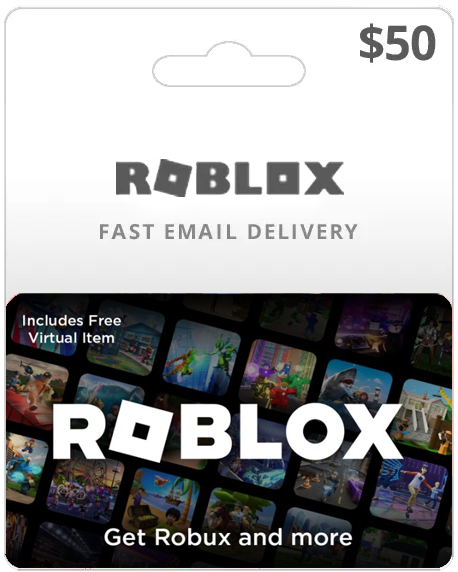 $50
ROBLOX
FAST EMAIL DELIVERY
Includes Free
Virtual Item
ROBLOX
Get Robux and more